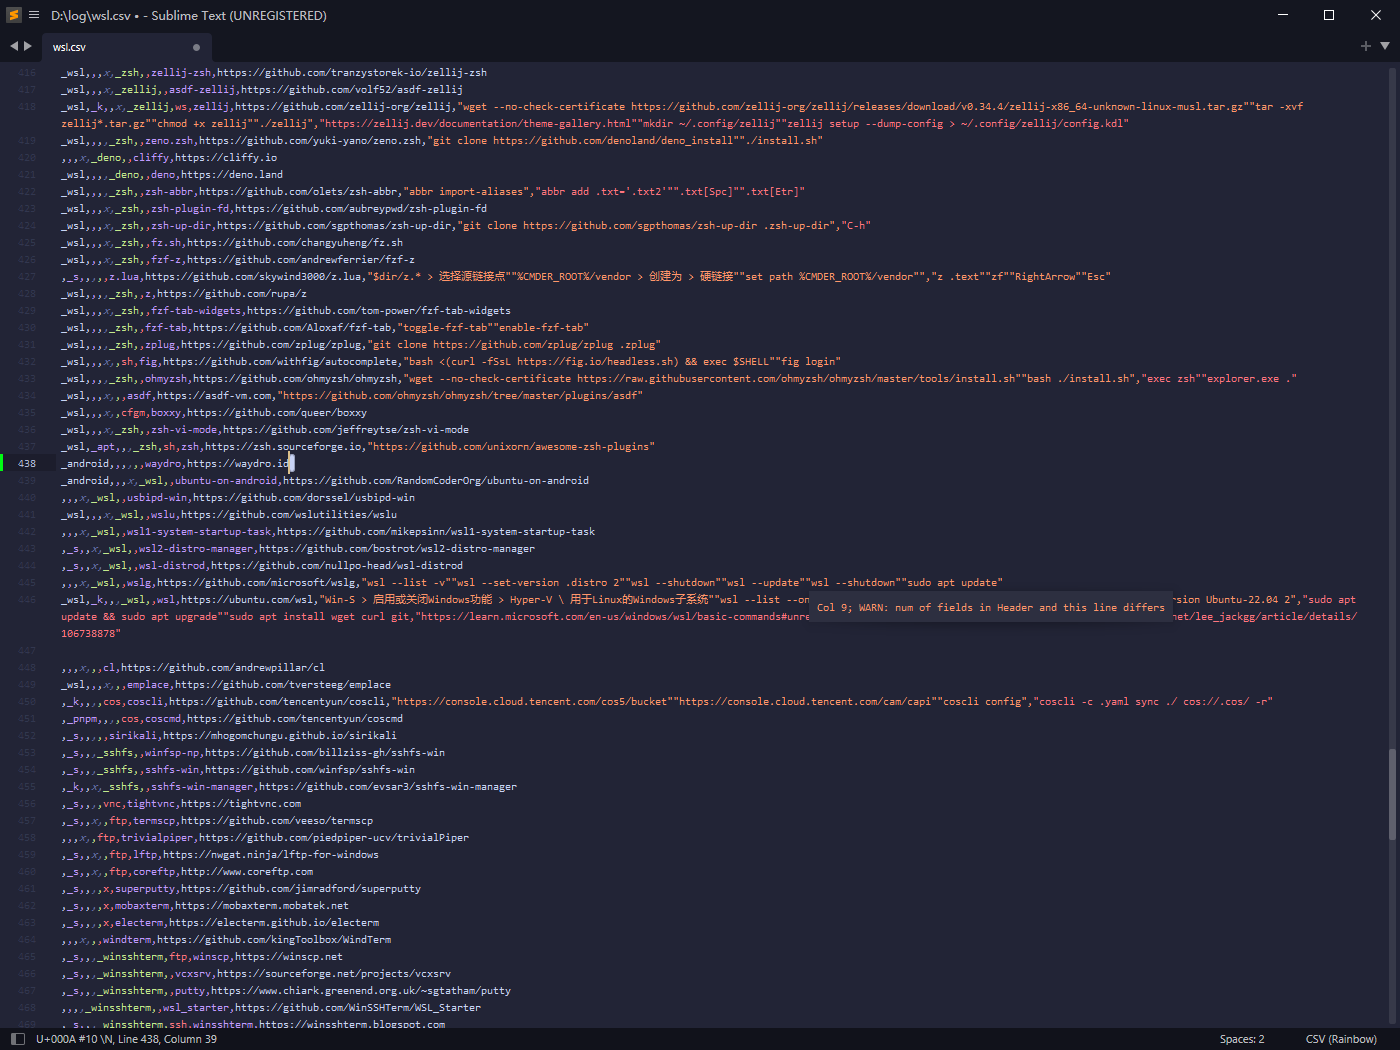 D:\log\wsl.csv • - Sublime Text (UNREGISTERED)
wsl.csv
416 _wsl,,,x,_zsh,,zellij-zsh,https://github.com/tranzystorek-io/zellij-zsh
417 _wsl,,,x,_zellij,,asdf-zellij,https://github.com/volf52/asdf-zellij
418 _wsl,_k,,x,_zellij,ws,zellij,https://github.com/zellij-org/zellij,"wget --no-check-certificate https://github.com/zellij-org/zellij/releases/download/v0.34.4/zellij-x86_64-unknown-linux-musl.tar.gz""tar -xvf
zellij*.tar.gz""chmod +x zellij""./zellij","https://zellij.dev/documentation/theme-gallery.html""mkdir ~/.config/zellij""zellij setup --dump-config > ~/.config/zellij/config.kdl"
419 _wsl,,,,_zsh,,zeno.zsh,https://github.com/yuki-yano/zeno.zsh,"git clone https://github.com/denoland/deno_install""./install.sh"
420 ,,,x,_deno,,cliffy,https://cliffy.io
421 _wsl,,,,_deno,,deno,https://deno.land
422 _wsl,,,,_zsh,,zsh-abbr,https://github.com/olets/zsh-abbr,"abbr import-aliases","abbr add .txt='.txt2'"".txt[Spc]"".txt[Etr]"
423 _wsl,,,x,_zsh,,zsh-plugin-fd,https://github.com/aubreypwd/zsh-plugin-fd
424 _wsl,,,x,_zsh,,zsh-up-dir,https://github.com/sgpthomas/zsh-up-dir,"git clone https://github.com/sgpthomas/zsh-up-dir .zsh-up-dir","C-h"
425 _wsl,,,x,_zsh,,fz.sh,https://github.com/changyuheng/fz.sh
426 _wsl,,,x,_zsh,,fzf-z,https://github.com/andrewferrier/fzf-z
427 ,_s,,,,,z.lua,https://github.com/skywind3000/z.lua,"$dir/z.* > 选择源链接点""%CMDER_ROOT%/vendor > 创建为 > 硬链接""set path %CMDER_ROOT%/vendor"","z .text""zf""RightArrow""Esc"
428 _wsl,,,,_zsh,,z,https://github.com/rupa/z
429 _wsl,,,x,_zsh,,fzf-tab-widgets,https://github.com/tom-power/fzf-tab-widgets
430 _wsl,,,,_zsh,,fzf-tab,https://github.com/Aloxaf/fzf-tab,"toggle-fzf-tab""enable-fzf-tab"
431 _wsl,,,,_zsh,,zplug,https://github.com/zplug/zplug,"git clone https://github.com/zplug/zplug .zplug"
432 _wsl,,,x,,sh,fig,https://github.com/withfig/autocomplete,"bash <(curl -fSsL https://fig.io/headless.sh) && exec $SHELL""fig login"
433 _wsl,,,,_zsh,,ohmyzsh,https://github.com/ohmyzsh/ohmyzsh,"wget --no-check-certificate https://raw.githubusercontent.com/ohmyzsh/ohmyzsh/master/tools/install.sh""bash ./install.sh","exec zsh""explorer.exe ."
434 _wsl,,,x,,,asdf,https://asdf-vm.com,"https://github.com/ohmyzsh/ohmyzsh/tree/master/plugins/asdf"
435 _wsl,,,x,,cfgm,boxxy,https://github.com/queer/boxxy
436 _wsl,,,x,_zsh,,zsh-vi-mode,https://github.com/jeffreytse/zsh-vi-mode
437 _wsl,_apt,,,_zsh,sh,zsh,https://zsh.sourceforge.io,"https://github.com/unixorn/awesome-zsh-plugins"
438 _android,,,,,,waydro,https://waydro.id
439 _android,,,x,_wsl,,ubuntu-on-android,https://github.com/RandomCoderOrg/ubuntu-on-android
440 ,,,x,_wsl,,usbipd-win,https://github.com/dorssel/usbipd-win
441 _wsl,,,x,_wsl,,wslu,https://github.com/wslutilities/wslu
442 ,,,x,_wsl,,wsl1-system-startup-task,https://github.com/mikepsinn/wsl1-system-startup-task
443 ,_s,,x,_wsl,,wsl2-distro-manager,https://github.com/bostrot/wsl2-distro-manager
444 ,_s,,x,_wsl,,wsl-distrod,https://github.com/nullpo-head/wsl-distrod
445 ,,,x,_wsl,,wslg,https://github.com/microsoft/wslg,"wsl --list -v""wsl --set-version .distro 2""wsl --shutdown""wsl --update""wsl --shutdown""sudo apt update"
446 _wsl,_k,,,_wsl,,wsl,https://ubuntu.com/wsl,"Win-S > 启用或关闭Windows功能 > Hyper-V \ 用于Linux的Windows子系统""wsl --list --on rsion Ubuntu-22.04 2","sudo apt
update && sudo apt upgrade""sudo apt install wget curl git,"https://learn.microsoft.com/en-us/windows/wsl/basic-commands#unre net/lee_jackgg/article/details/
106738878"
Col 9; WARN: num of fields in Header and this line differs
447
448 ,,,x,,,cl,https://github.com/andrewpillar/cl
449 _wsl,,,x,,,emplace,https://github.com/tversteeg/emplace
450 ,_k,,,,cos,coscli,https://github.com/tencentyun/coscli,"https://console.cloud.tencent.com/cos5/bucket""https://console.cloud.tencent.com/cam/capi""coscli config","coscli -c .yaml sync ./ cos://.cos/ -r"
451 ,_pnpm,,,,cos,coscmd,https://github.com/tencentyun/coscmd
452 ,_s,,,,,sirikali,https://mhogomchungu.github.io/sirikali
453 ,_s,,,_sshfs,,winfsp-np,https://github.com/billziss-gh/sshfs-win
454 ,_s,,,_sshfs,,sshfs-win,https://github.com/winfsp/sshfs-win
455 ,_k,,x,_sshfs,,sshfs-win-manager,https://github.com/evsar3/sshfs-win-manager
456 ,_s,,,,vnc,tightvnc,https://tightvnc.com
457 ,_s,,x,,ftp,termscp,https://github.com/veeso/termscp
458 ,,,x,,ftp,trivialpiper,https://github.com/piedpiper-ucv/trivialPiper
459 ,_s,,x,,ftp,lftp,https://nwgat.ninja/lftp-for-windows
460 ,_s,,x,,ftp,coreftp,http://www.coreftp.com
461 ,_s,,,,x,superputty,https://github.com/jimradford/superputty
462 ,_s,,,,x,mobaxterm,https://mobaxterm.mobatek.net
463 ,_s,,,,x,electerm,https://electerm.github.io/electerm
464 ,,,x,,,windterm,https://github.com/kingToolbox/WindTerm
465 ,_s,,,_winsshterm,ftp,winscp,https://winscp.net
466 ,_s,,,_winsshterm,,vcxsrv,https://sourceforge.net/projects/vcxsrv
467 ,_s,,,_winsshterm,,putty,https://www.chiark.greenend.org.uk/~sgtatham/putty
468 ,,,,_winsshterm,,wsl_starter,https://github.com/WinSSHTerm/WSL_Starter
469 ,_s,,,_winsshterm,ssh,winsshterm,https://winsshterm.blogspot.com
U+000A #10 \N, Line 438, Column 39
Spaces: 2
CSV (Rainbow)